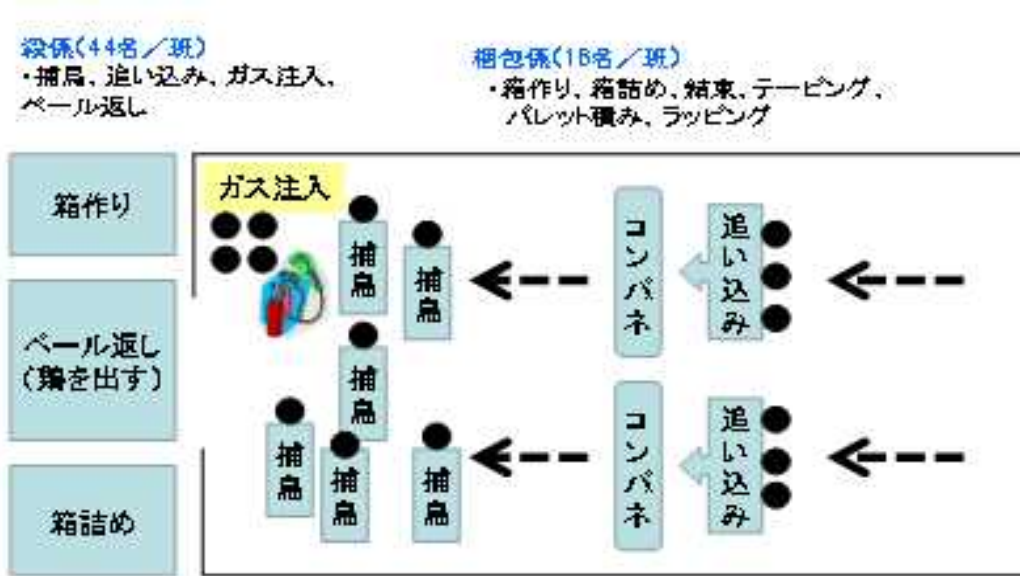 殺係(44名／班)
・捕鳥、追い込み、ガス注入、
ペール返し
梱包係(16名／班)
・箱作り、箱詰め、結束、テーピング、
パレット積み、ラッピング
箱作り
ペール返し
(鶏を出す)
箱詰め
ガス注入
捕鳥
捕鳥
捕鳥
捕鳥
捕鳥
捕鳥
コンパネ
追い込み
コンパネ
追い込み